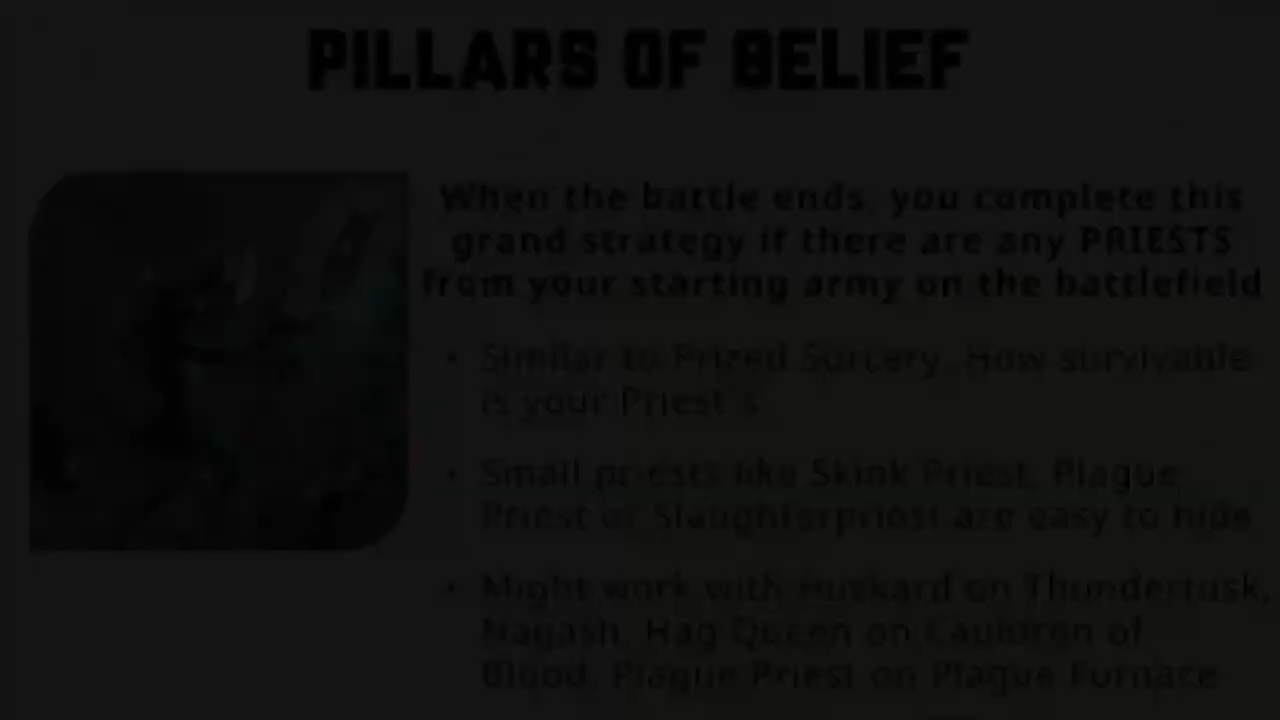 PILLARS OF BELIEF
When the battle ends, you complete this
grand strategy if there are any PRIESTS
from your starting army on the battlefield
• Similar to Prized Sorcery. How survivable
is your Priest's
• Small priests like Skink Priest, Plague
Priest or Slaughterpriest are easy to hide
• Might work with Huskard on Thundertusk,
Nagash, Hag Queen on Cauldron of
Blood, Plague Priest on Plague Furnace